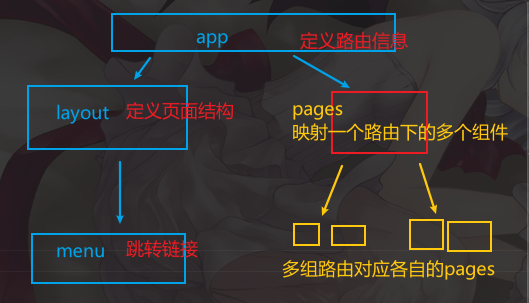 app
定义路由信息
layout
定义页面结构
pages
映射一个路由下的多个组件
menu
跳转链接
多组路由对应各自的pages